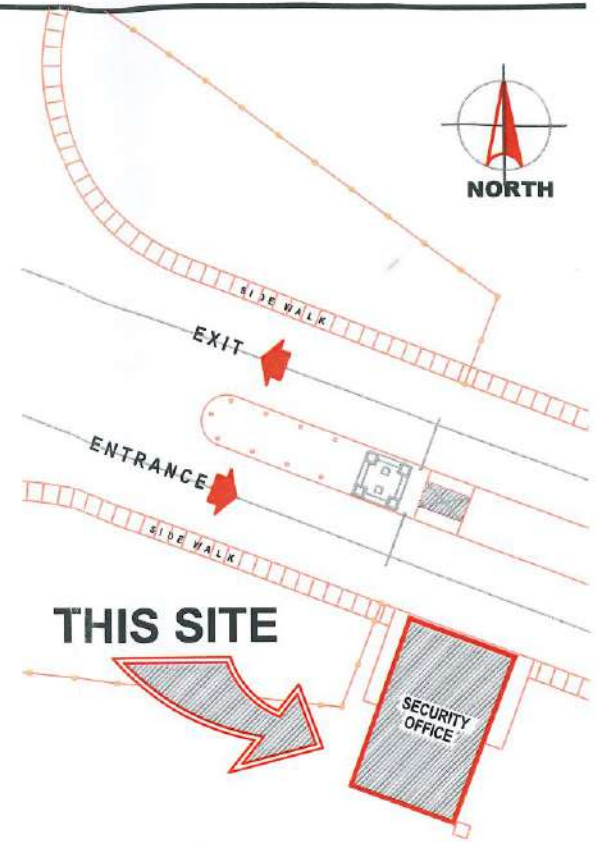 NORTH
SIDE WALK
EXIT
ENTRANCE
SIDE WALK
THIS SITE
SECURITY
OFFICE